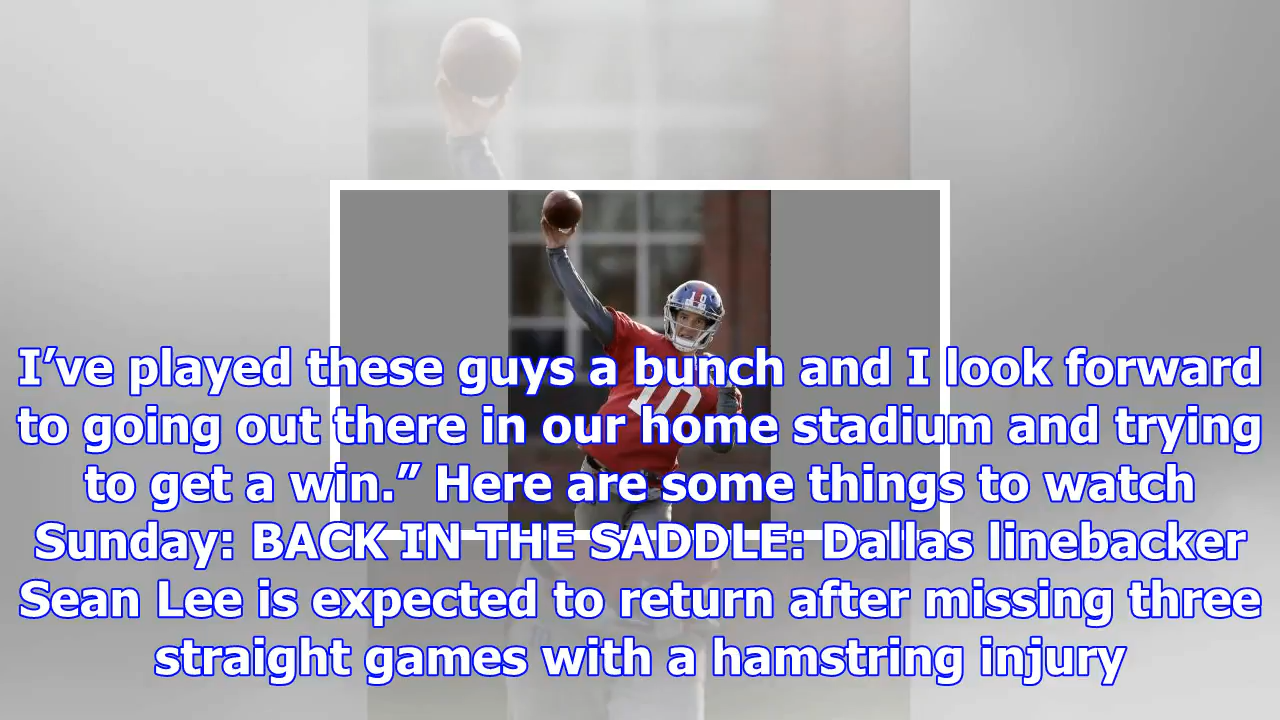 10
10
I’ve played these guys a bunch and I look forward
to going out there in our home stadium and trying
to get a win.” Here are some things to watch
Sunday: BACK IN THE SADDLE: Dallas linebacker
Sean Lee is expected to return after missing three
straight games with a hamstring injury